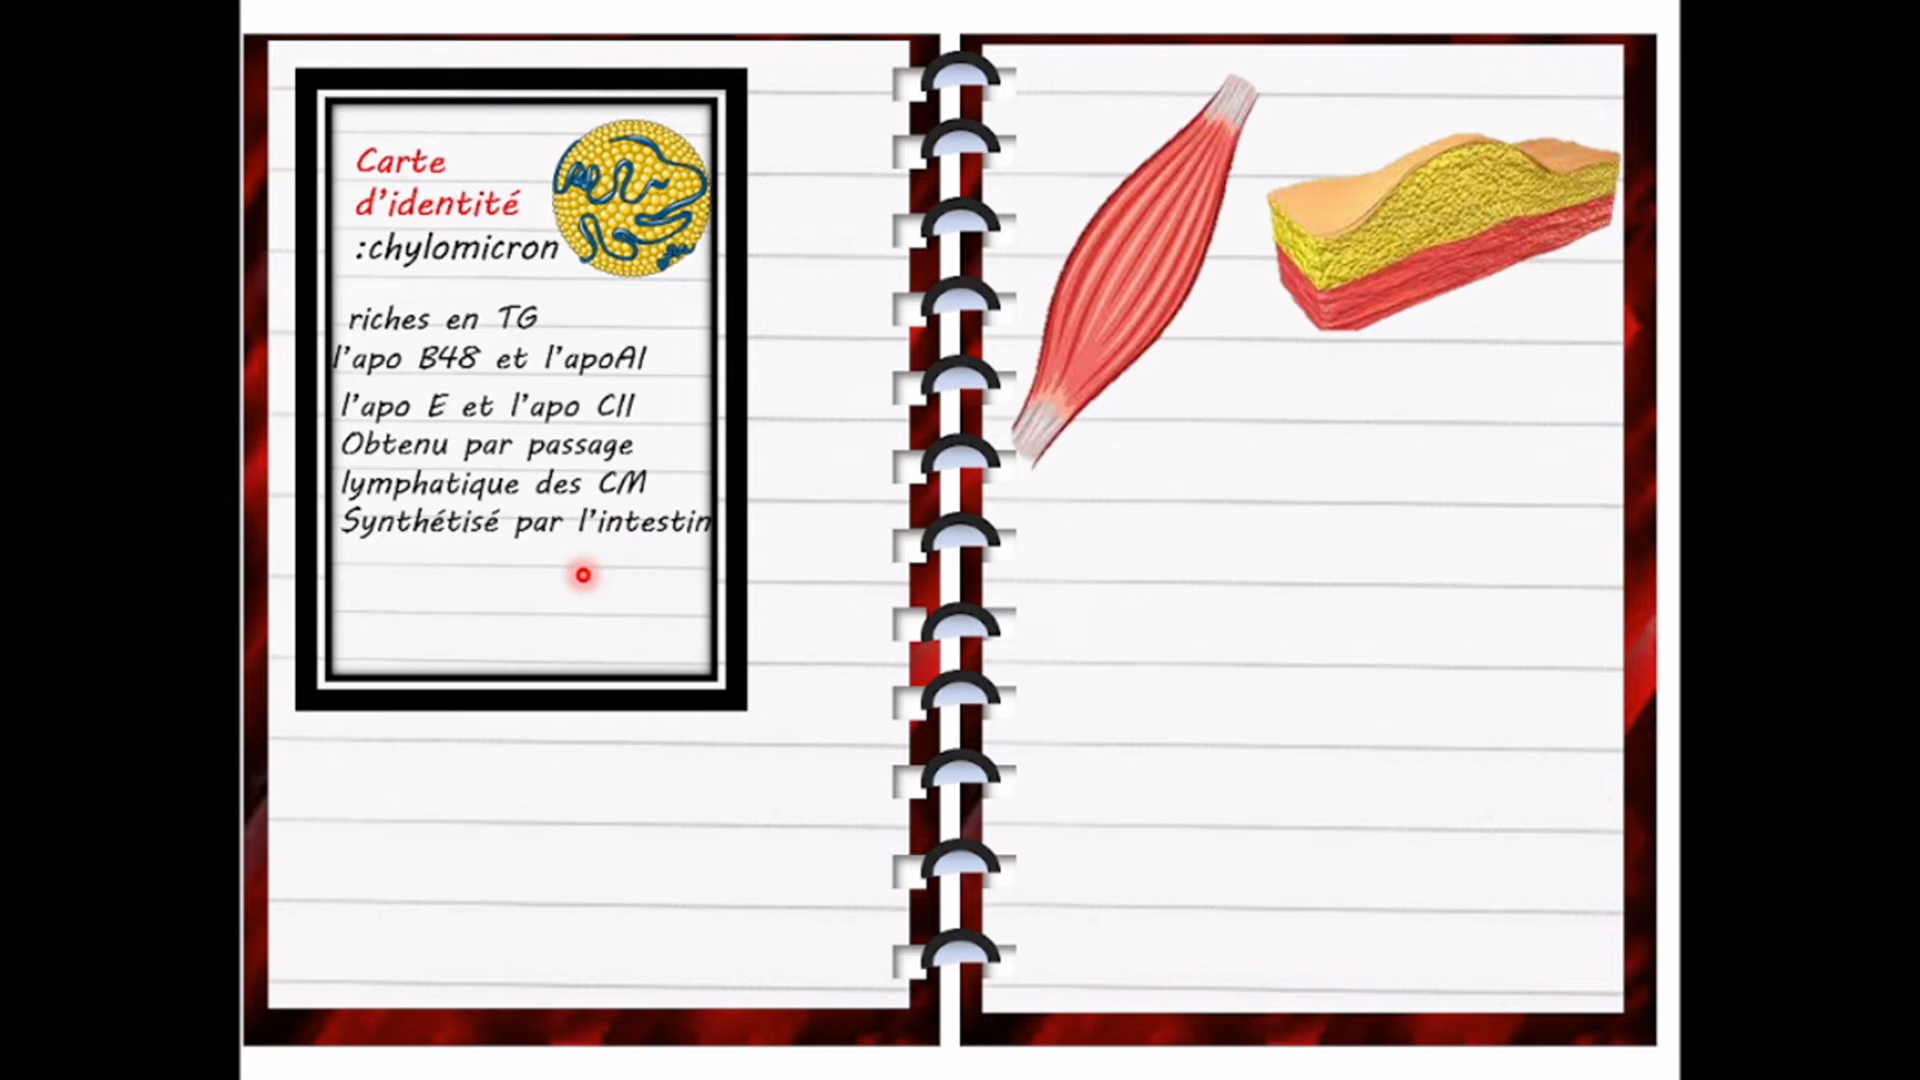 Carte
d'identité
:chylomicron
riches en TG
l'apo B48 et l'apoAI
l'apo E et l'apo CII
Obtenu par passage
lymphatique des CM
Synthétisé par l'intestin